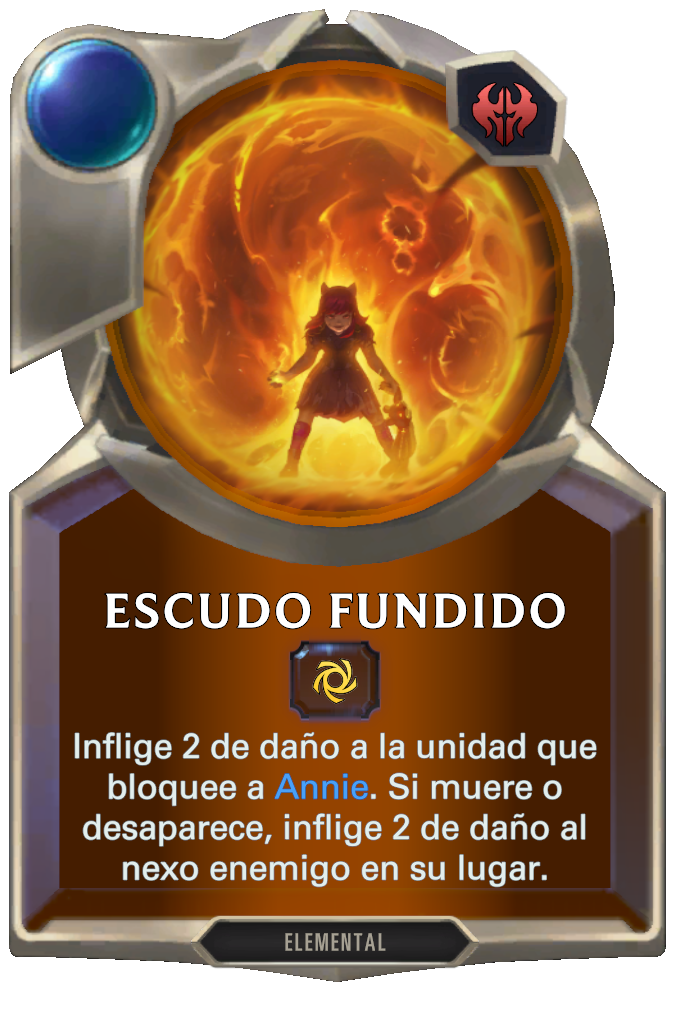 ESCUDO FUNDIDO
Inflige 2 de daño a la unidad que
bloquee a Annie. Si muere o
desaparece, inflige 2 de daño al
nexo enemigo en su lugar.
ELEMENTAL